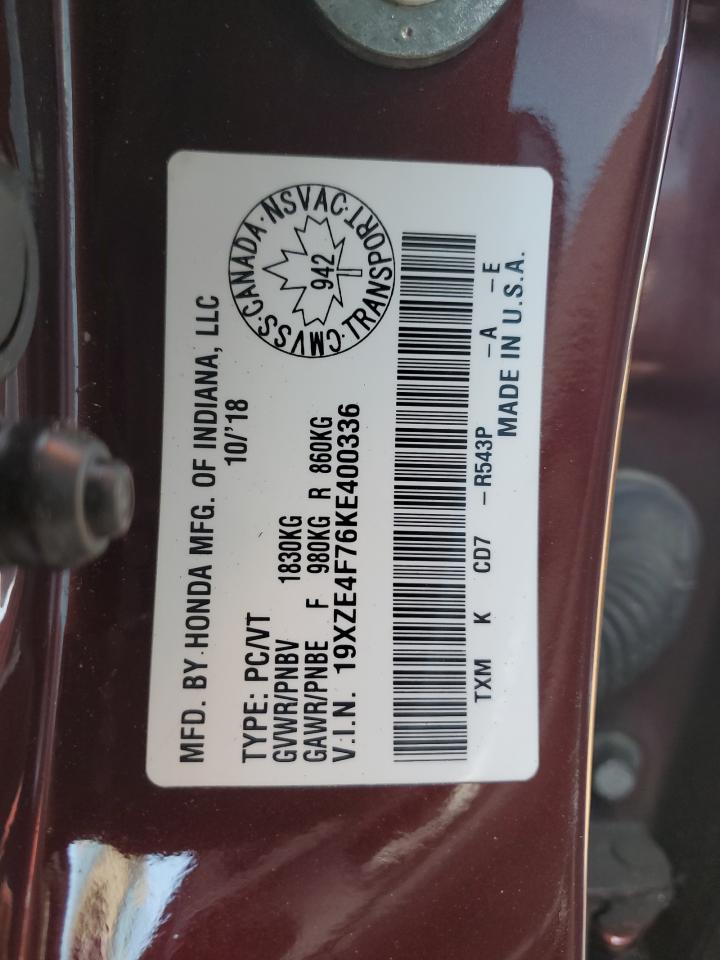 MFD. BY HONDA MFG. OF INDIANA, LLC
10/'18
TYPE: PC/VT
GVWR/PNBV 1830KG
GAWR/PNBE F 980KG R 860KG
V.I.N. 19XZE4F76KE400336
CANADA·NSVAC·TRANSPORT·CMVSS·
942
TXM K CD7 -R543P -A -E
MADE IN U.S.A.